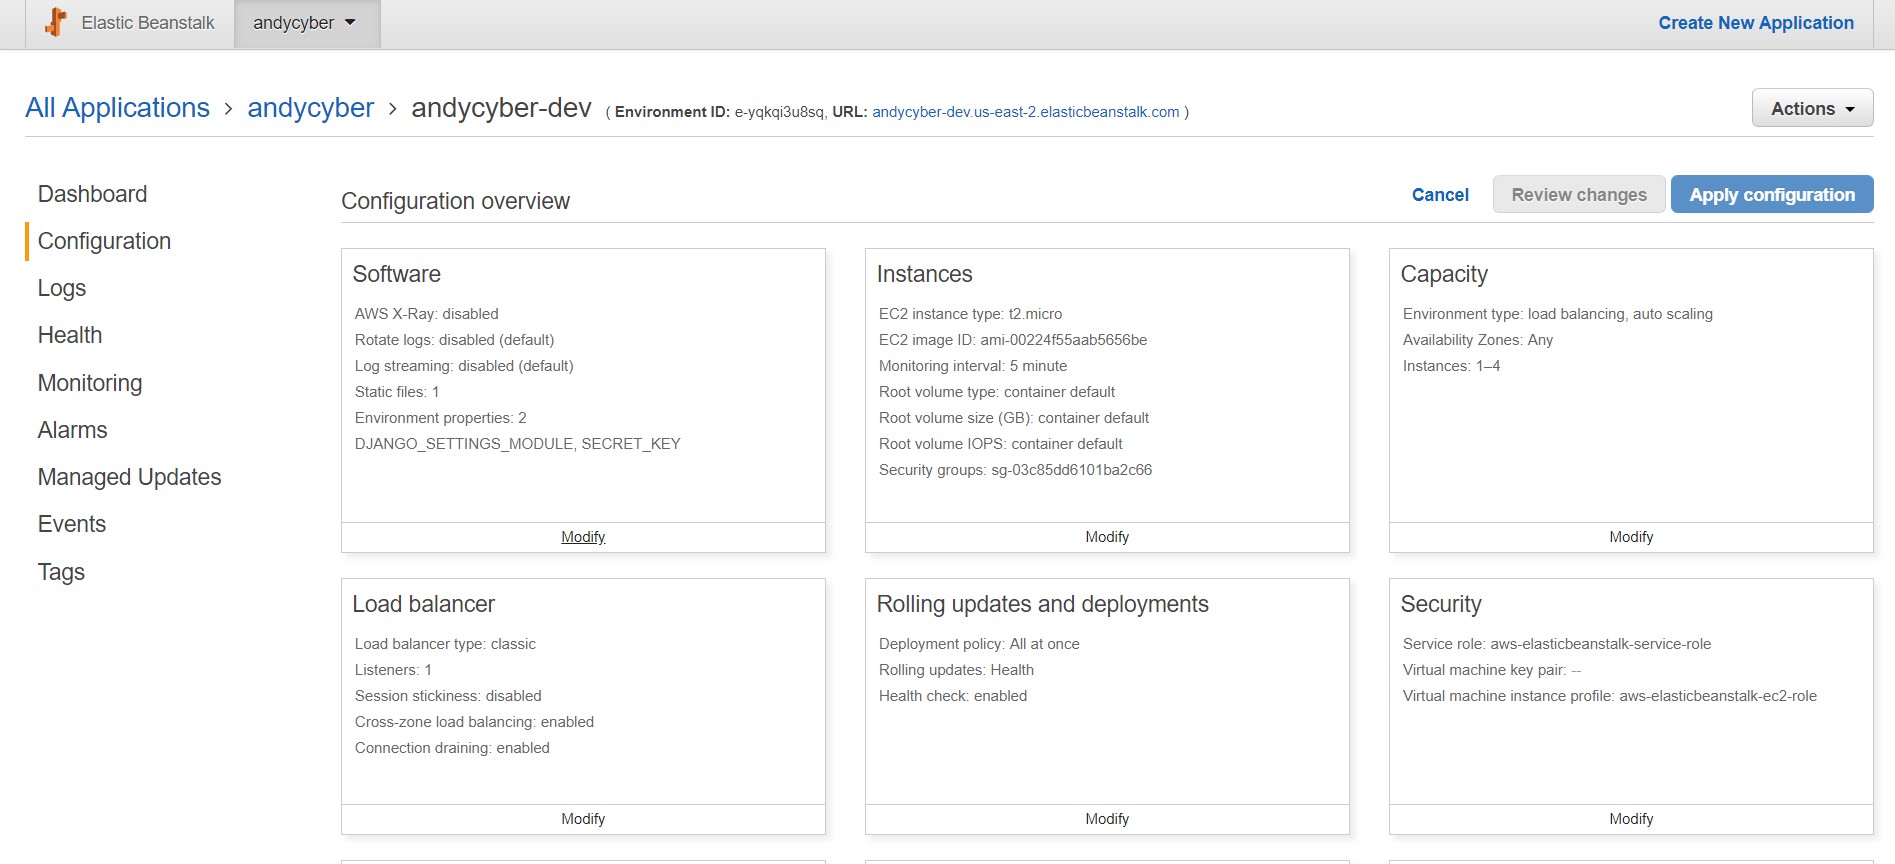 Elastic Beanstalk
andycyber
Create New Application
All Applications › andycyber › andycyber-dev ( Environment ID: e-yqkqi3u8sq, URL: andycyber-dev.us-east-2.elasticbeanstalk.com )
Actions
Dashboard
Configuration
Logs
Health
Monitoring
Alarms
Managed Updates
Events
Tags
Configuration overview
Cancel
Review changes
Apply configuration
Software
AWS X-Ray: disabled
Rotate logs: disabled (default)
Log streaming: disabled (default)
Static files: 1
Environment properties: 2
DJANGO_SETTINGS_MODULE, SECRET_KEY
Modify
Instances
EC2 instance type: t2.micro
EC2 image ID: ami-00224f55aab5656be
Monitoring interval: 5 minute
Root volume type: container default
Root volume size (GB): container default
Root volume IOPS: container default
Security groups: sg-03c85dd6101ba2c66
Modify
Capacity
Environment type: load balancing, auto scaling
Availability Zones: Any
Instances: 1–4
Modify
Load balancer
Load balancer type: classic
Listeners: 1
Session stickiness: disabled
Cross-zone load balancing: enabled
Connection draining: enabled
Modify
Rolling updates and deployments
Deployment policy: All at once
Rolling updates: Health
Health check: enabled
Modify
Security
Service role: aws-elasticbeanstalk-service-role
Virtual machine key pair: --
Virtual machine instance profile: aws-elasticbeanstalk-ec2-role
Modify